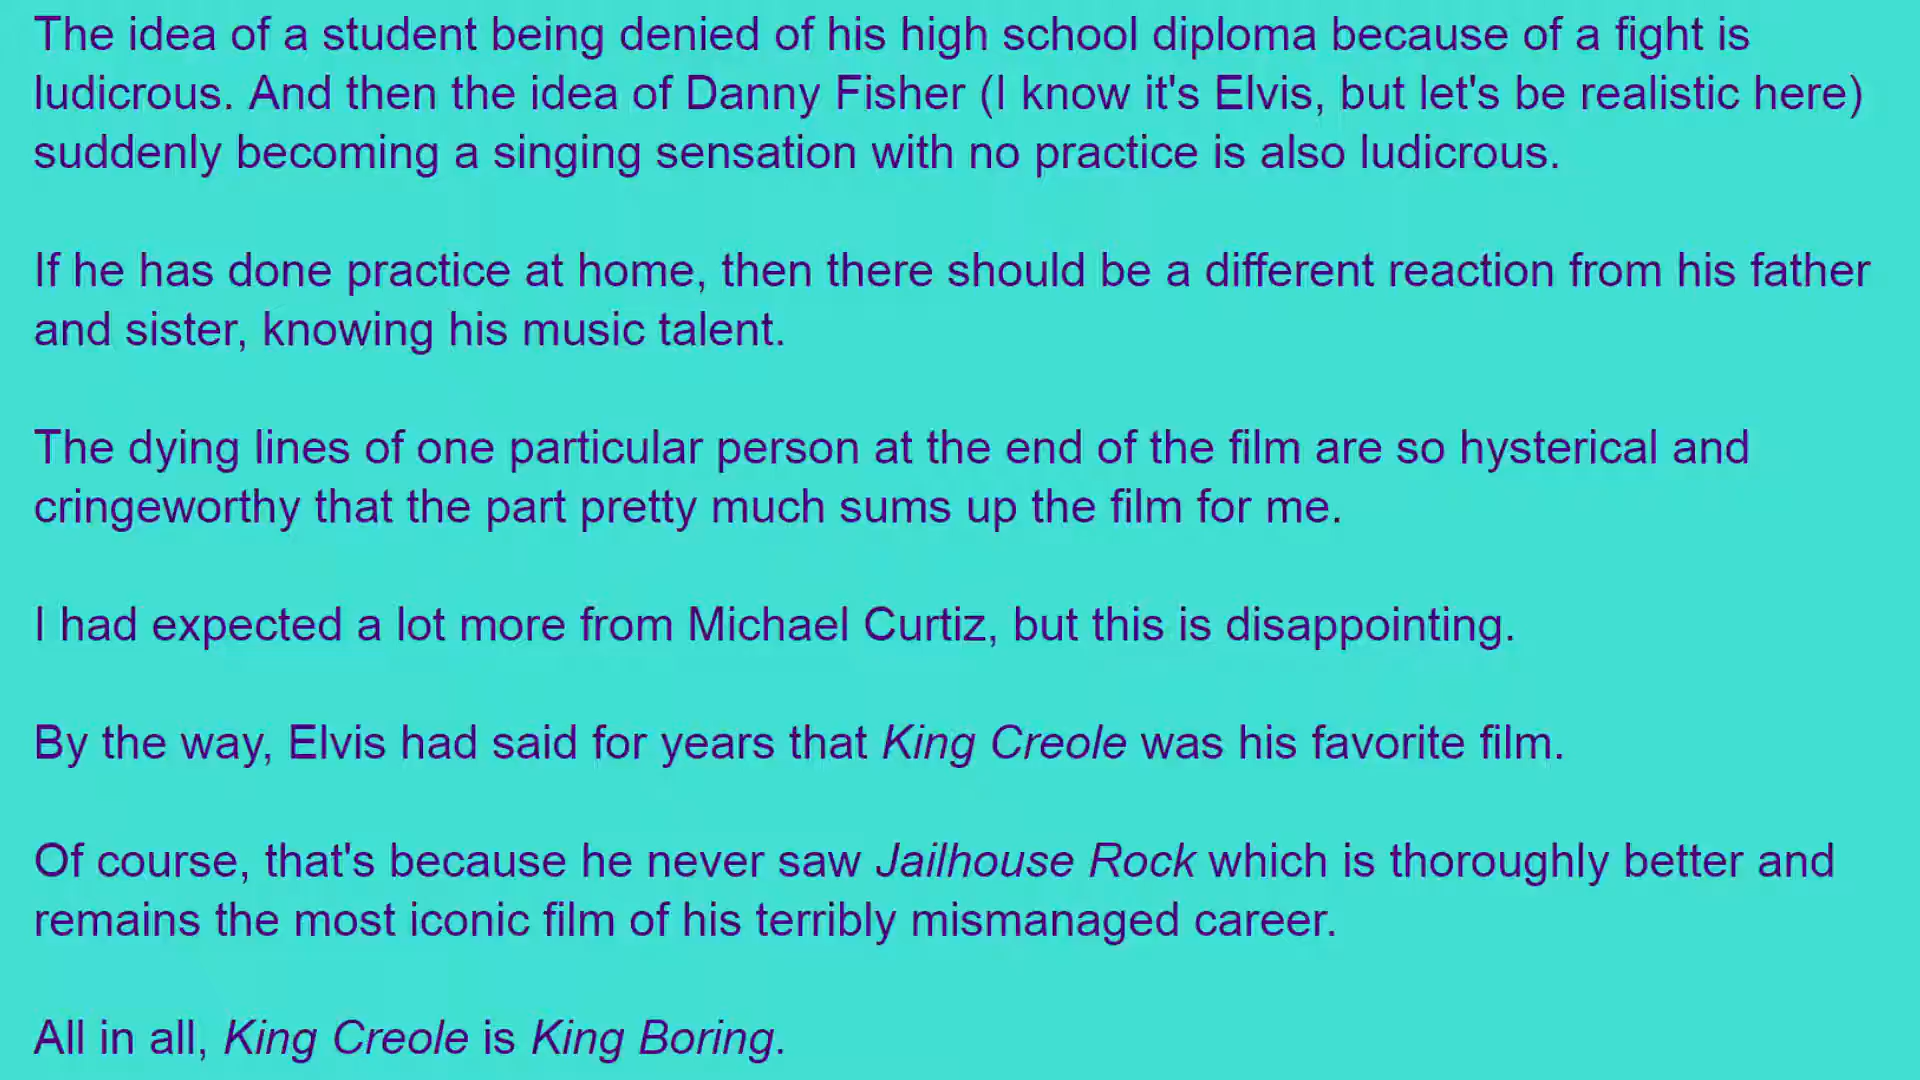 The idea of a student being denied of his high school diploma because of a fight is
ludicrous. And then the idea of Danny Fisher (I know it's Elvis, but let's be realistic here)
suddenly becoming a singing sensation with no practice is also ludicrous.
If he has done practice at home, then there should be a different reaction from his father
and sister, knowing his music talent.
The dying lines of one particular person at the end of the film are so hysterical and
cringeworthy that the part pretty much sums up the film for me.
I had expected a lot more from Michael Curtiz, but this is disappointing.
By the way, Elvis had said for years that King Creole was his favorite film.
Of course, that's because he never saw Jailhouse Rock which is thoroughly better and
remains the most iconic film of his terribly mismanaged career.
All in all, King Creole is King Boring.